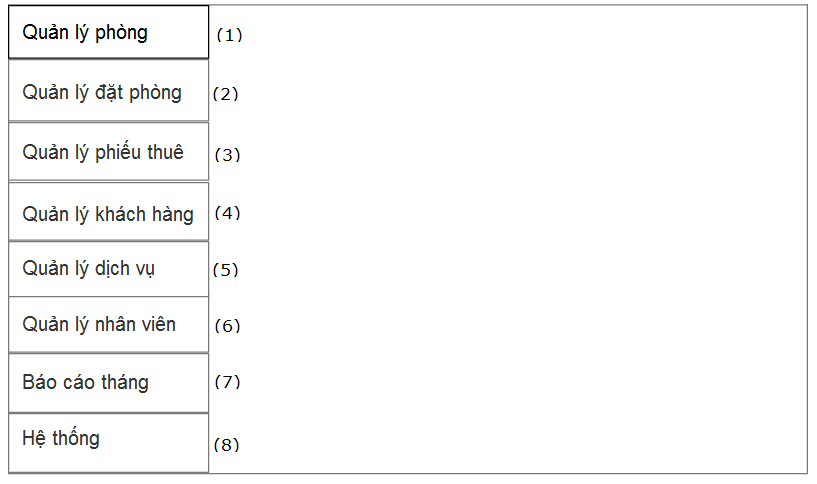 Quản lý phòng (1)
Quản lý đặt phòng (2)
Quản lý phiếu thuê (3)
Quản lý khách hàng (4)
Quản lý dịch vụ (5)
Quản lý nhân viên (6)
Báo cáo tháng (7)
Hệ thống (8)